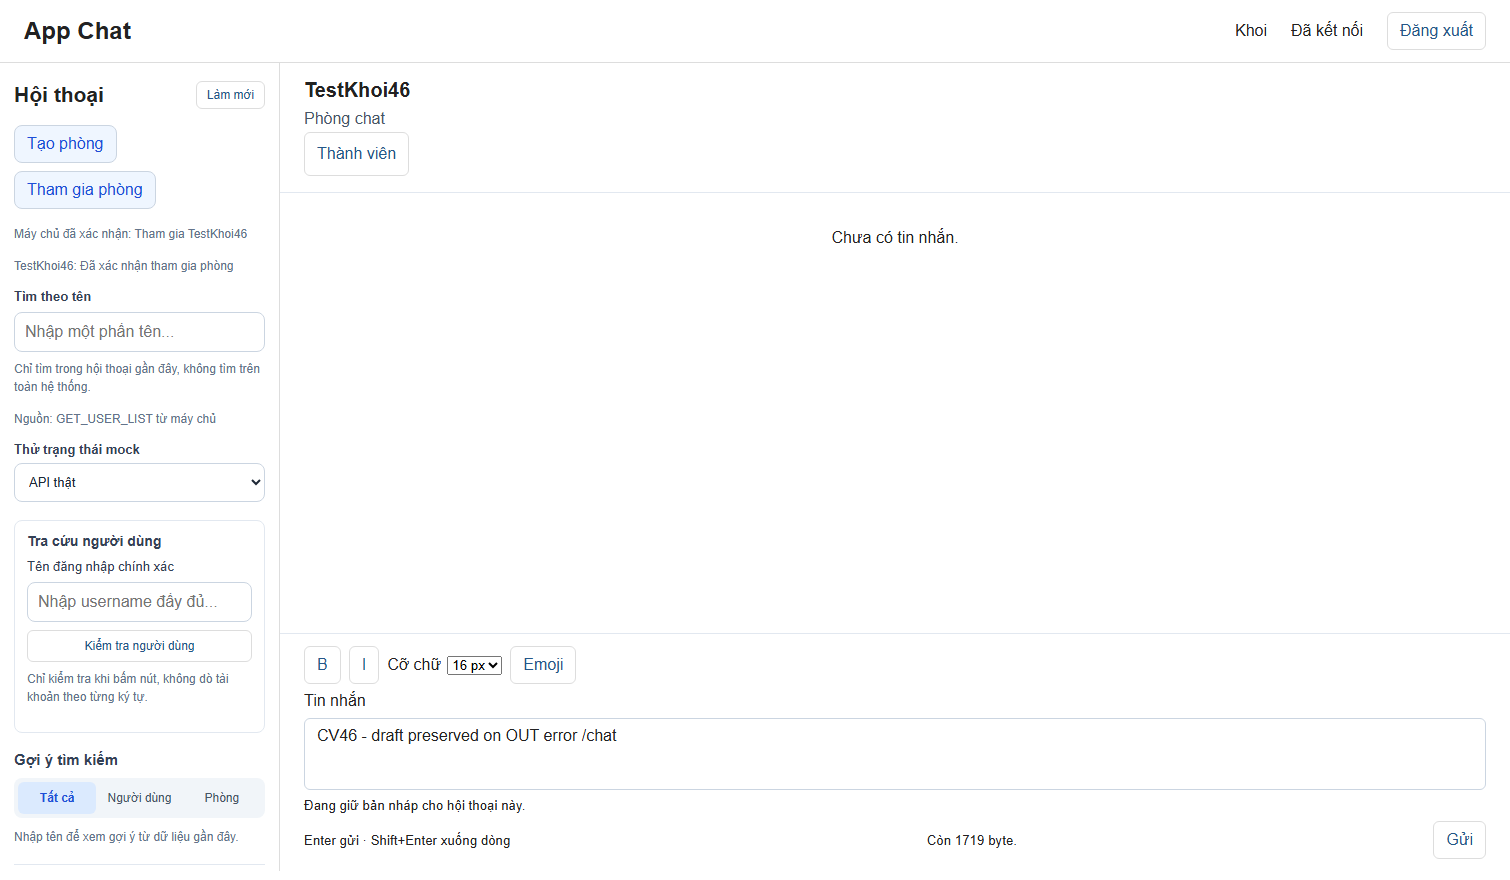 App Chat
Khoi
Đã kết nối
Đăng xuất
Hội thoại
Làm mới
Tạo phòng
Tham gia phòng
Máy chủ đã xác nhận: Tham gia TestKhoi46
TestKhoi46: Đã xác nhận tham gia phòng
Tìm theo tên
Nhập một phần tên...
Chỉ tìm trong hội thoại gần đây, không tìm trên
toàn hệ thống.
Nguồn: GET_USER_LIST từ máy chủ
Thử trạng thái mock
API thật
Tra cứu người dùng
Tên đăng nhập chính xác
Nhập username đầy đủ...
Kiểm tra người dùng
Chỉ kiểm tra khi bấm nút, không dò tài
khoản theo từng ký tự.
Gợi ý tìm kiếm
Tất cả
Người dùng
Phòng
Nhập tên để xem gợi ý từ dữ liệu gần đây.
TestKhoi46
Phòng chat
Thành viên
Chưa có tin nhắn.
B
I
Cỡ chữ
16 px
Emoji
Tin nhắn
CV46 - draft preserved on OUT error /chat
Đang giữ bản nháp cho hội thoại này.
Enter gửi · Shift+Enter xuống dòng
Còn 1719 byte.
Gửi